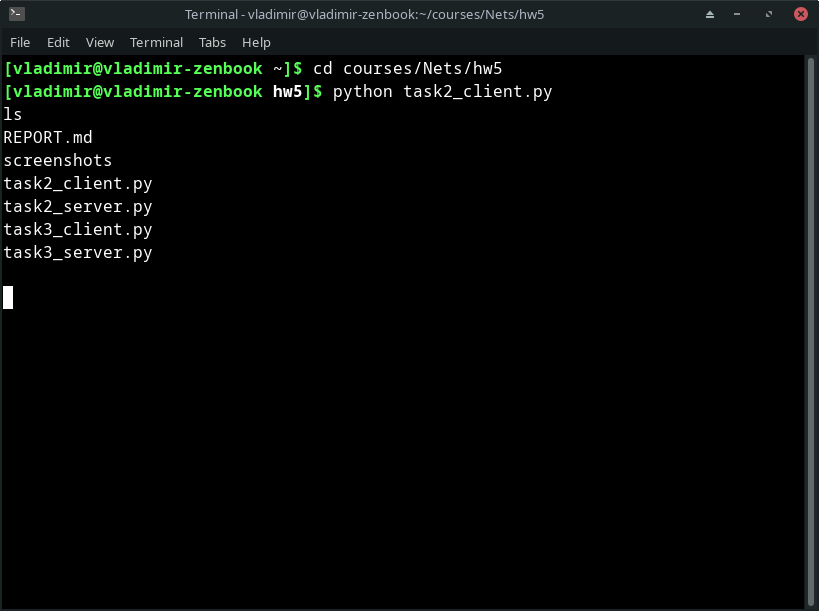 Terminal - vladimir@vladimir-zenbook:~/courses/Nets/hw5
File Edit View Terminal Tabs Help
[vladimir@vladimir-zenbook ~]$ cd courses/Nets/hw5
[vladimir@vladimir-zenbook hw5]$ python task2_client.py
ls
REPORT.md
screenshots
task2_client.py
task2_server.py
task3_client.py
task3_server.py